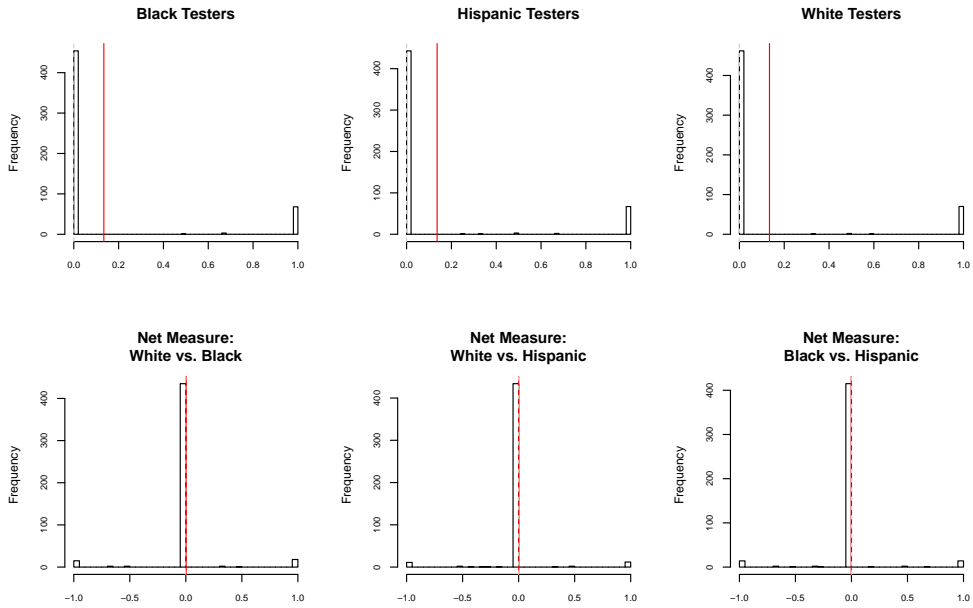 Black Testers
Frequency
0 100 200 300 400
0.0 0.2 0.4 0.6 0.8 1.0
Hispanic Testers
Frequency
0 100 200 300 400
0.0 0.2 0.4 0.6 0.8 1.0
White Testers
Frequency
0 100 200 300 400
0.0 0.2 0.4 0.6 0.8 1.0
Net Measure:
White vs. Black
Frequency
0 100 200 300 400
−1.0 −0.5 0.0 0.5 1.0
Net Measure:
White vs. Hispanic
Frequency
0 100 200 300 400
−1.0 −0.5 0.0 0.5 1.0
Net Measure:
Black vs. Hispanic
Frequency
0 100 200 300 400
−1.0 −0.5 0.0 0.5 1.0